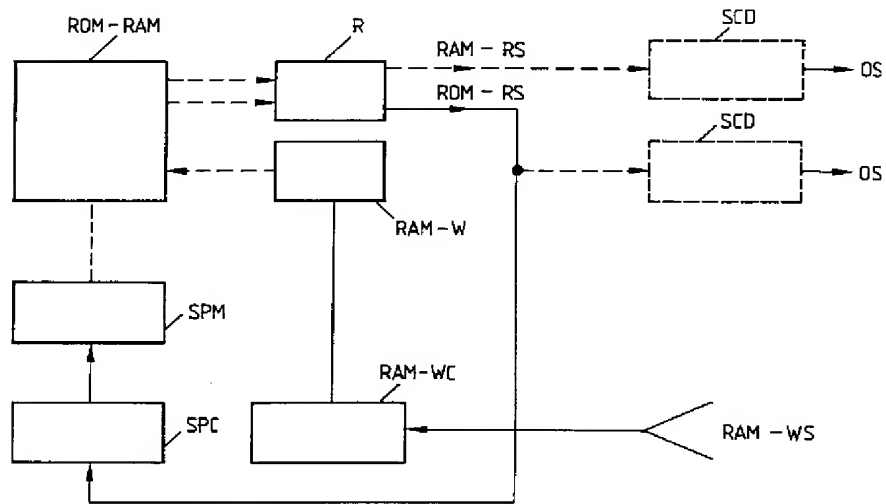 ROM-RAM
R
RAM-RS
SCD
OS
ROM-RS
SCD
OS
RAM-W
SPM
RAM-WC
SPC
RAM-WS